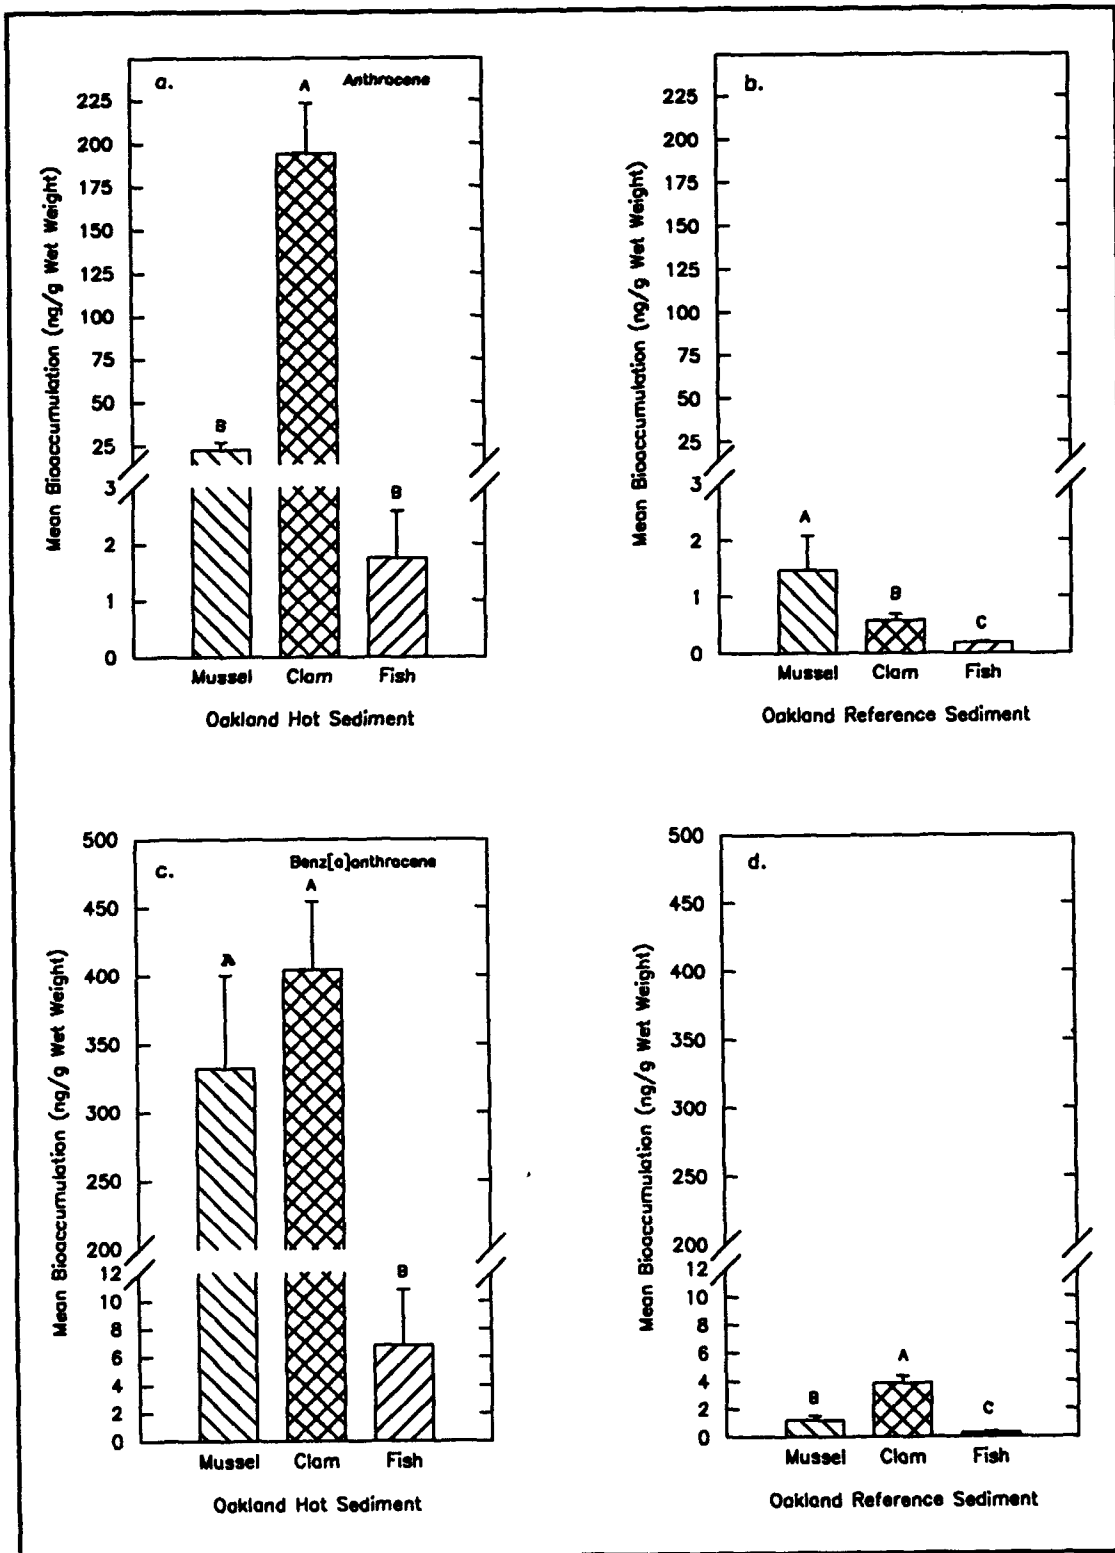 a. Anthracene
A
B
B
225
200
175
150
125
100
75
50
25
3
2
1
0
Mean Bioaccumulation (ng/g Wet Weight)
Mussel Clam Fish
Oakland Hot Sediment
b.
A
B
C
225
200
175
150
125
100
75
50
25
3
2
1
0
Mean Bioaccumulation (ng/g Wet Weight)
Mussel Clam Fish
Oakland Reference Sediment
c. Benz[a]anthracene
A
A
B
500
450
400
350
300
250
200
12
10
8
6
4
2
0
Mean Bioaccumulation (ng/g Wet Weight)
Mussel Clam Fish
Oakland Hot Sediment
d.
A
B
C
500
450
400
350
300
250
200
12
10
8
6
4
2
0
Mean Bioaccumulation (ng/g Wet Weight)
Mussel Clam Fish
Oakland Reference Sediment